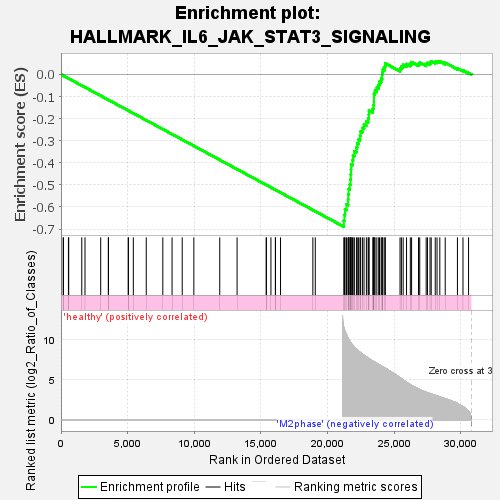 Enrichment plot:
HALLMARK_IL6_JAK_STAT3_SIGNALING
Enrichment score (ES)
0.0
-0.1
-0.2
-0.3
-0.4
-0.5
-0.6
-0.7
'healthy' (positively correlated)
Ranked list metric (log2_Ratio_of_Classes)
10
5
0
Zero cross at 3
'M2phase' (negatively correlated)
0
5,000
10,000
15,000
20,000
25,000
30,000
Rank in Ordered Dataset
Enrichment profile
Hits
Ranking metric scores